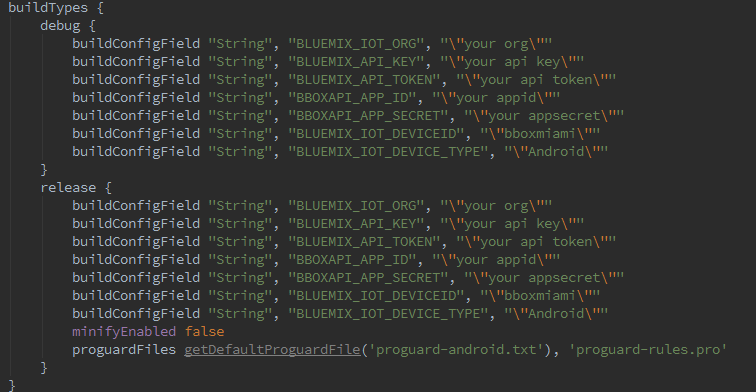 buildTypes {
    debug {
        buildConfigField "String", "BLUEMIX_IOT_ORG", "\"your org\""
        buildConfigField "String", "BLUEMIX_API_KEY", "\"your api key\""
        buildConfigField "String", "BLUEMIX_API_TOKEN", "\"your api token\""
        buildConfigField "String", "BBOXAPI_APP_ID", "\"your appid\""
        buildConfigField "String", "BBOXAPI_APP_SECRET", "\"your appsecret\""
        buildConfigField "String", "BLUEMIX_IOT_DEVICEID", "\"bboxmiami\""
        buildConfigField "String", "BLUEMIX_IOT_DEVICE_TYPE", "\"Android\""
    }
    release {
        buildConfigField "String", "BLUEMIX_IOT_ORG", "\"your org\""
        buildConfigField "String", "BLUEMIX_API_KEY", "\"your api key\""
        buildConfigField "String", "BLUEMIX_API_TOKEN", "\"your api token\""
        buildConfigField "String", "BBOXAPI_APP_ID", "\"your appid\""
        buildConfigField "String", "BBOXAPI_APP_SECRET", "\"your appsecret\""
        buildConfigField "String", "BLUEMIX_IOT_DEVICEID", "\"bboxmiami\""
        buildConfigField "String", "BLUEMIX_IOT_DEVICE_TYPE", "\"Android\""
        minifyEnabled false
        proguardFiles getDefaultProguardFile('proguard-android.txt'), 'proguard-rules.pro'
    }
}